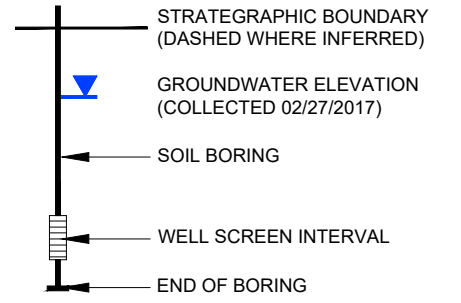 STRATEGRAPHIC BOUNDARY
(DASHED WHERE INFERRED)
GROUNDWATER ELEVATION
(COLLECTED 02/27/2017)
SOIL BORING
WELL SCREEN INTERVAL
END OF BORING